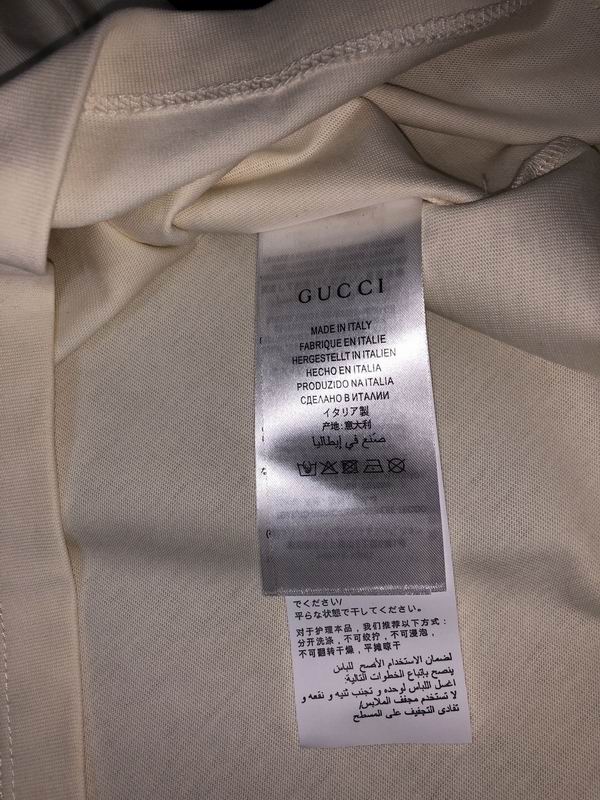 GUCCI
MADE IN ITALY
FABRIQUE EN ITALIE
HERGESTELLT IN ITALIEN
HECHO EN ITALIA
PRODUZIDO NA ITALIA
СДЕЛАНО В ИТАЛИИ
イタリア製
产地:意大利
صنع في إيطاليا
でください/
平らな状態で干してください。
对于护理本品，我们推荐以下方式：
分开洗涤，不可绞拧，不可浸泡，
不可翻转干燥，平摊晾干
لضمان الاستخدام الأصح للباس
ينصح بإتباع الخطوات التالية:
اغسل اللباس لوحده و تجنب ثنيه و نقعه و
لا تستخدم مجفف الملابس/
تفادى التجفيف على المسطح